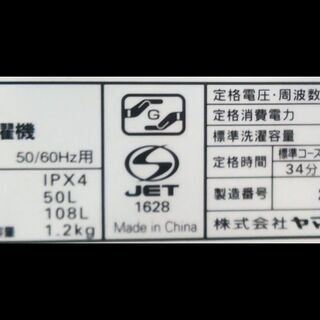 濯機
50/60Hz用
IPX4
50L
108L
容量 1.2kg
G
S
JET
1628
Made in China
定格電圧・周波数
定格消費電力
標準洗濯容量
定格時間 標準コース
34分
製造番号
株式会社 ヤマ